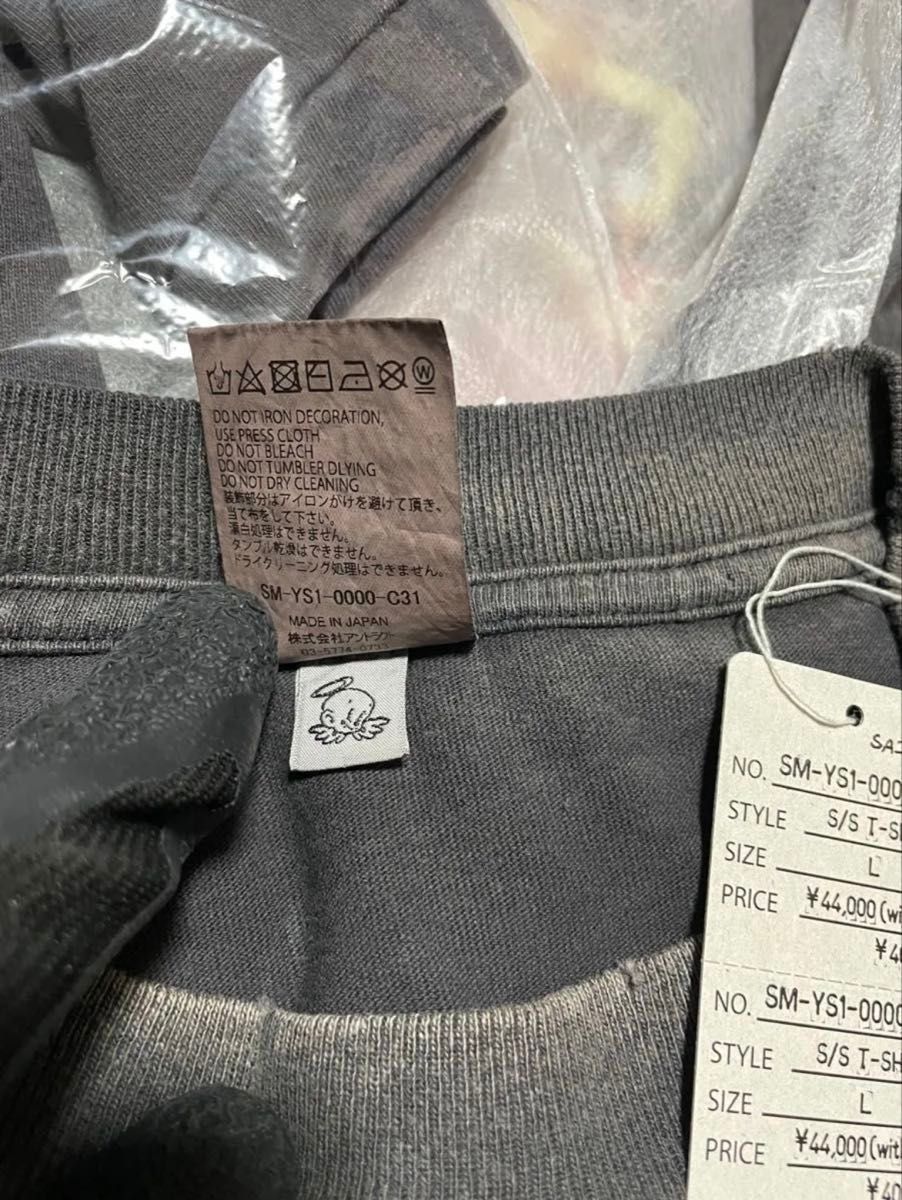 W
DO NOT IRON DECORATION,
USE PRESS CLOTH
DO NOT BLEACH
DO NOT TUMBLER DLYING
DO NOT DRY CLEANING
装飾部分はアイロンがけを避けて頂き、
当て布をして下さい。
漂白処理はできません。
タンブル乾燥はできません。
ドライクリーニング処理はできません。
SM-YS1-0000-C31
MADE IN JAPAN
株式会社アントラクト
03-5774-0733
NO. SM-YS1-000
STYLE S/S T-SH
SIZE L
PRICE ¥44,000(wi
¥40
NO. SM-YS1-0000
STYLE S/S T-SH
SIZE L
PRICE ¥44,000(wit
¥40